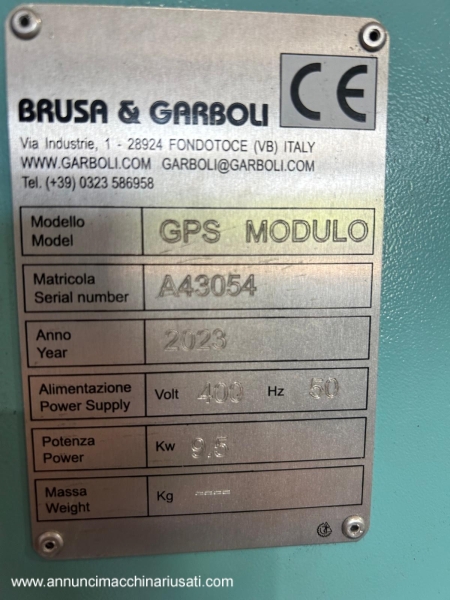 BRUSA & GARBOLI CE
Via Industrie, 1 - 28924 FONDOTOCE (VB) ITALY
WWW.GARBOLI.COM GARBOLI@GARBOLI.COM
Tel. (+39) 0323 586958
Modello
Model
GPS MODULO
Matricola
Serial number
A43054
Anno
Year
2023
Alimentazione
Power Supply
Volt 400 Hz 50
Potenza
Power
Kw 9.5
Massa
Weight
Kg ----
www.annuncimacchinariusati.com